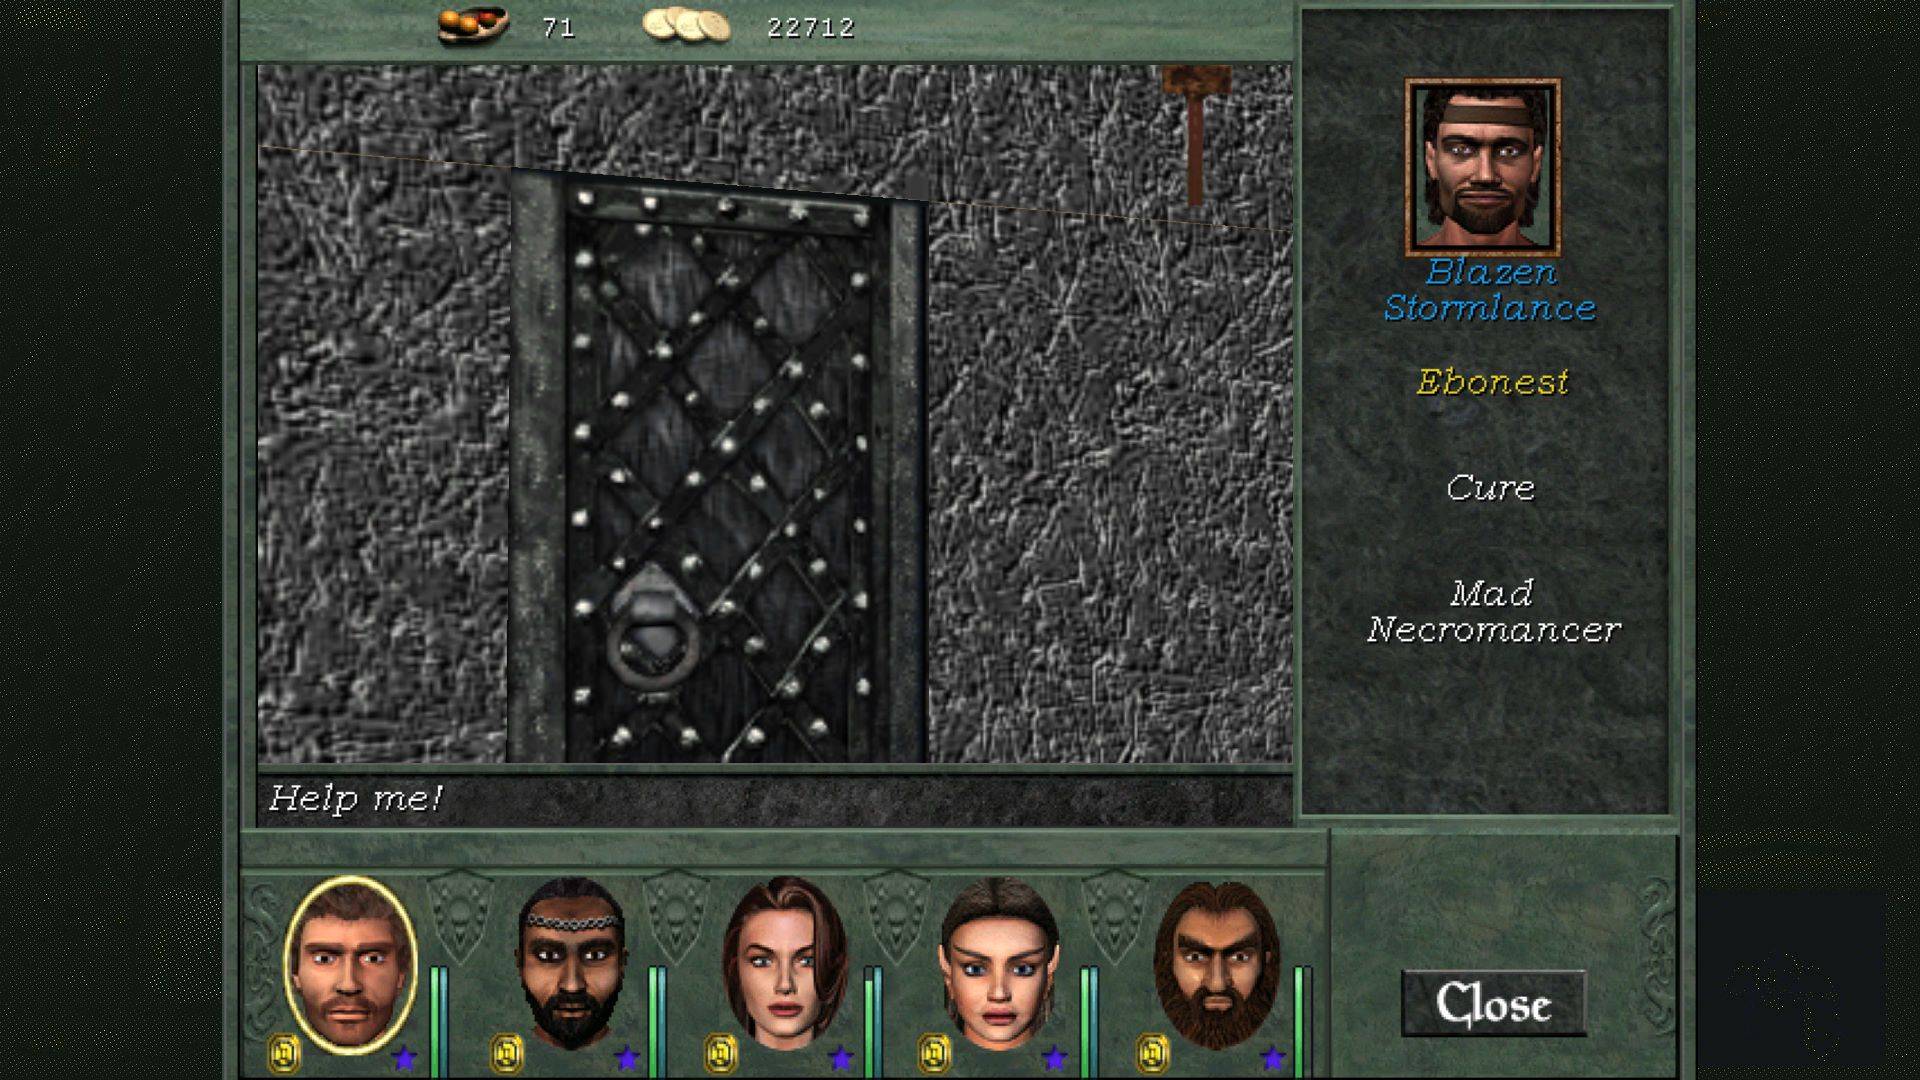 71 22712
Blazen
Stormlance
Ebonest
Cure
Mad
Necromancer
Help me!
Close